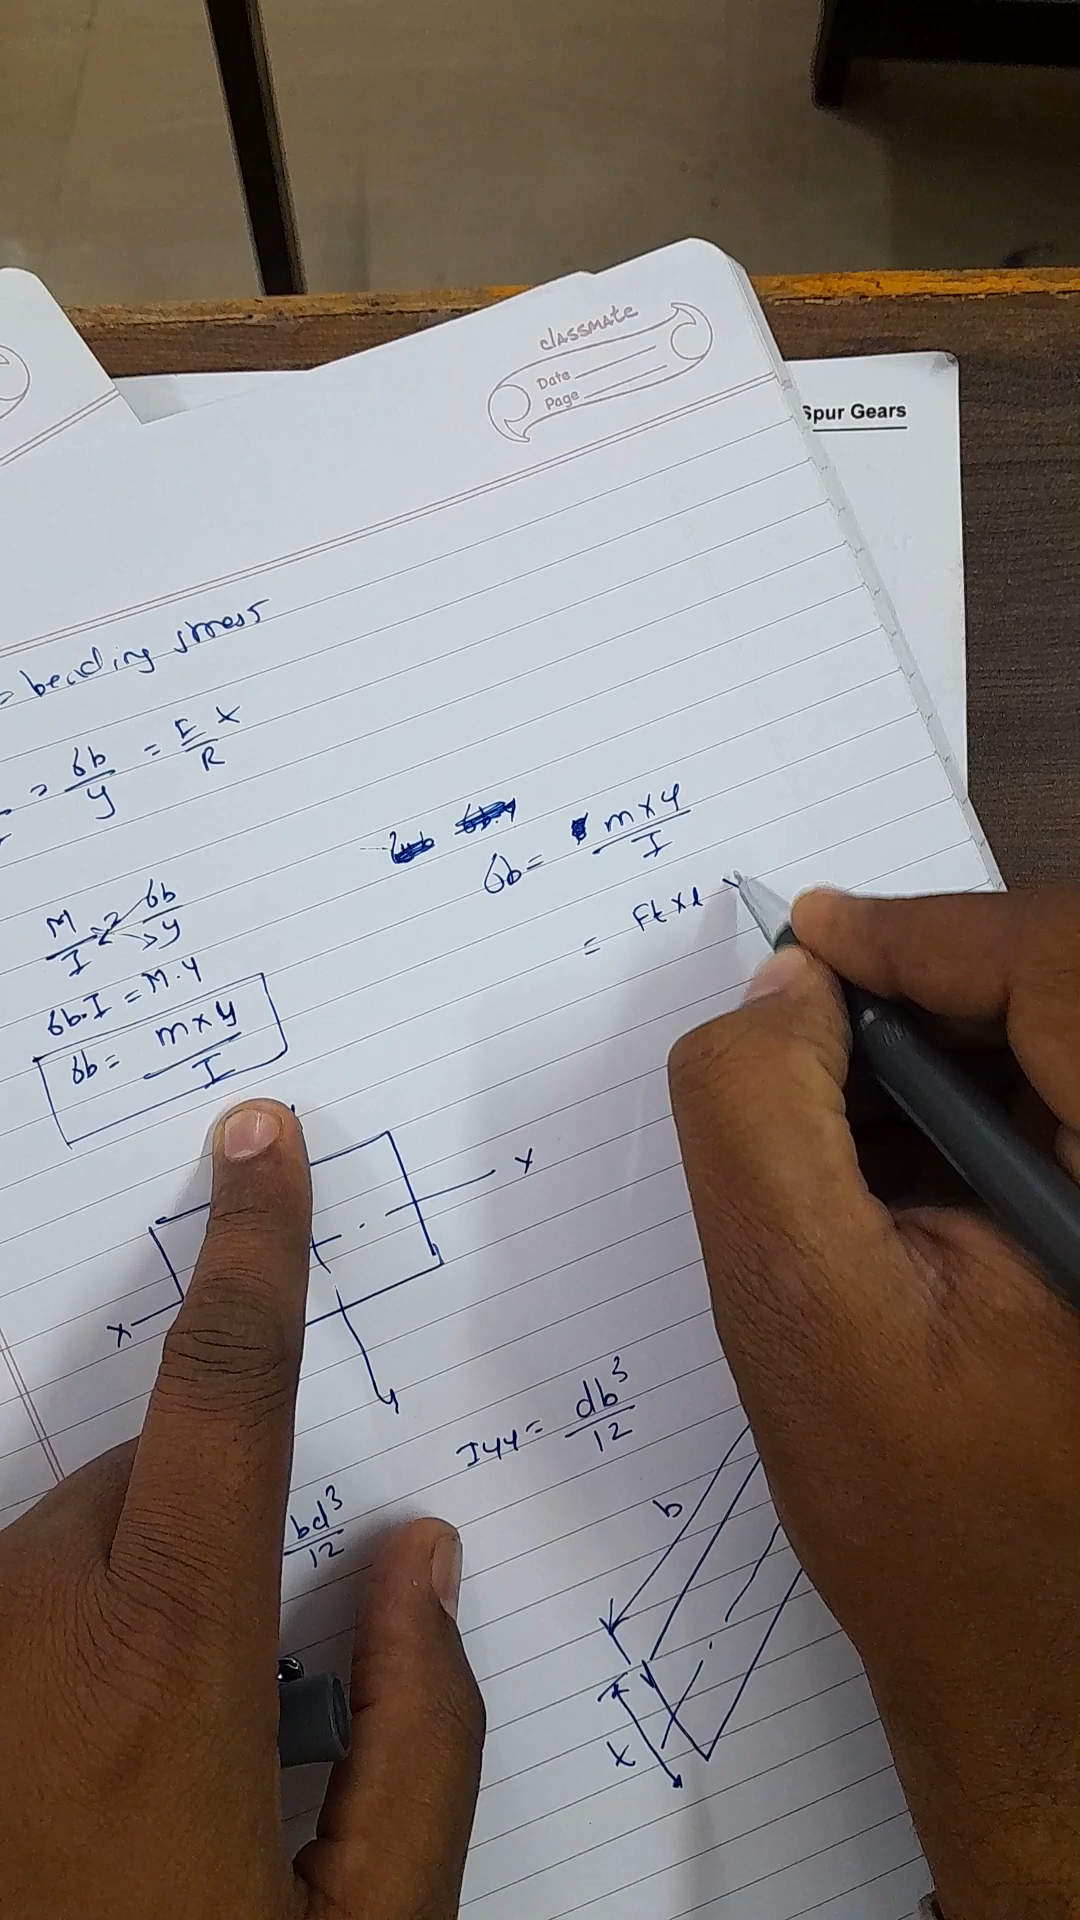 classmate
Date
Page
Spur Gears
= bending stress
= σb/y = E/R X
M/I = σb/y
σb.I = M.y
σb = m×y/I
σb = m×y/I
= Ft×h
X
X
y
Iyy = db³/12
bd³/12
b
t